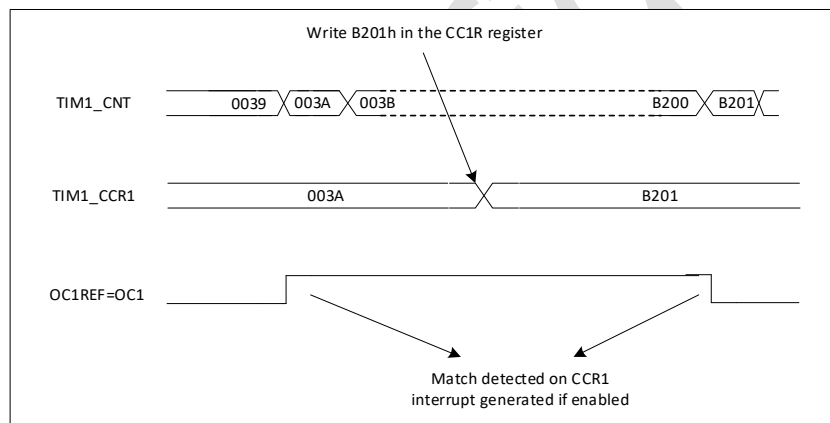 Write B201h in the CC1R register
TIM1_CNT 0039 003A 003B B200 B201
TIM1_CCR1 003A B201
OC1REF=OC1
Match detected on CCR1
interrupt generated if enabled